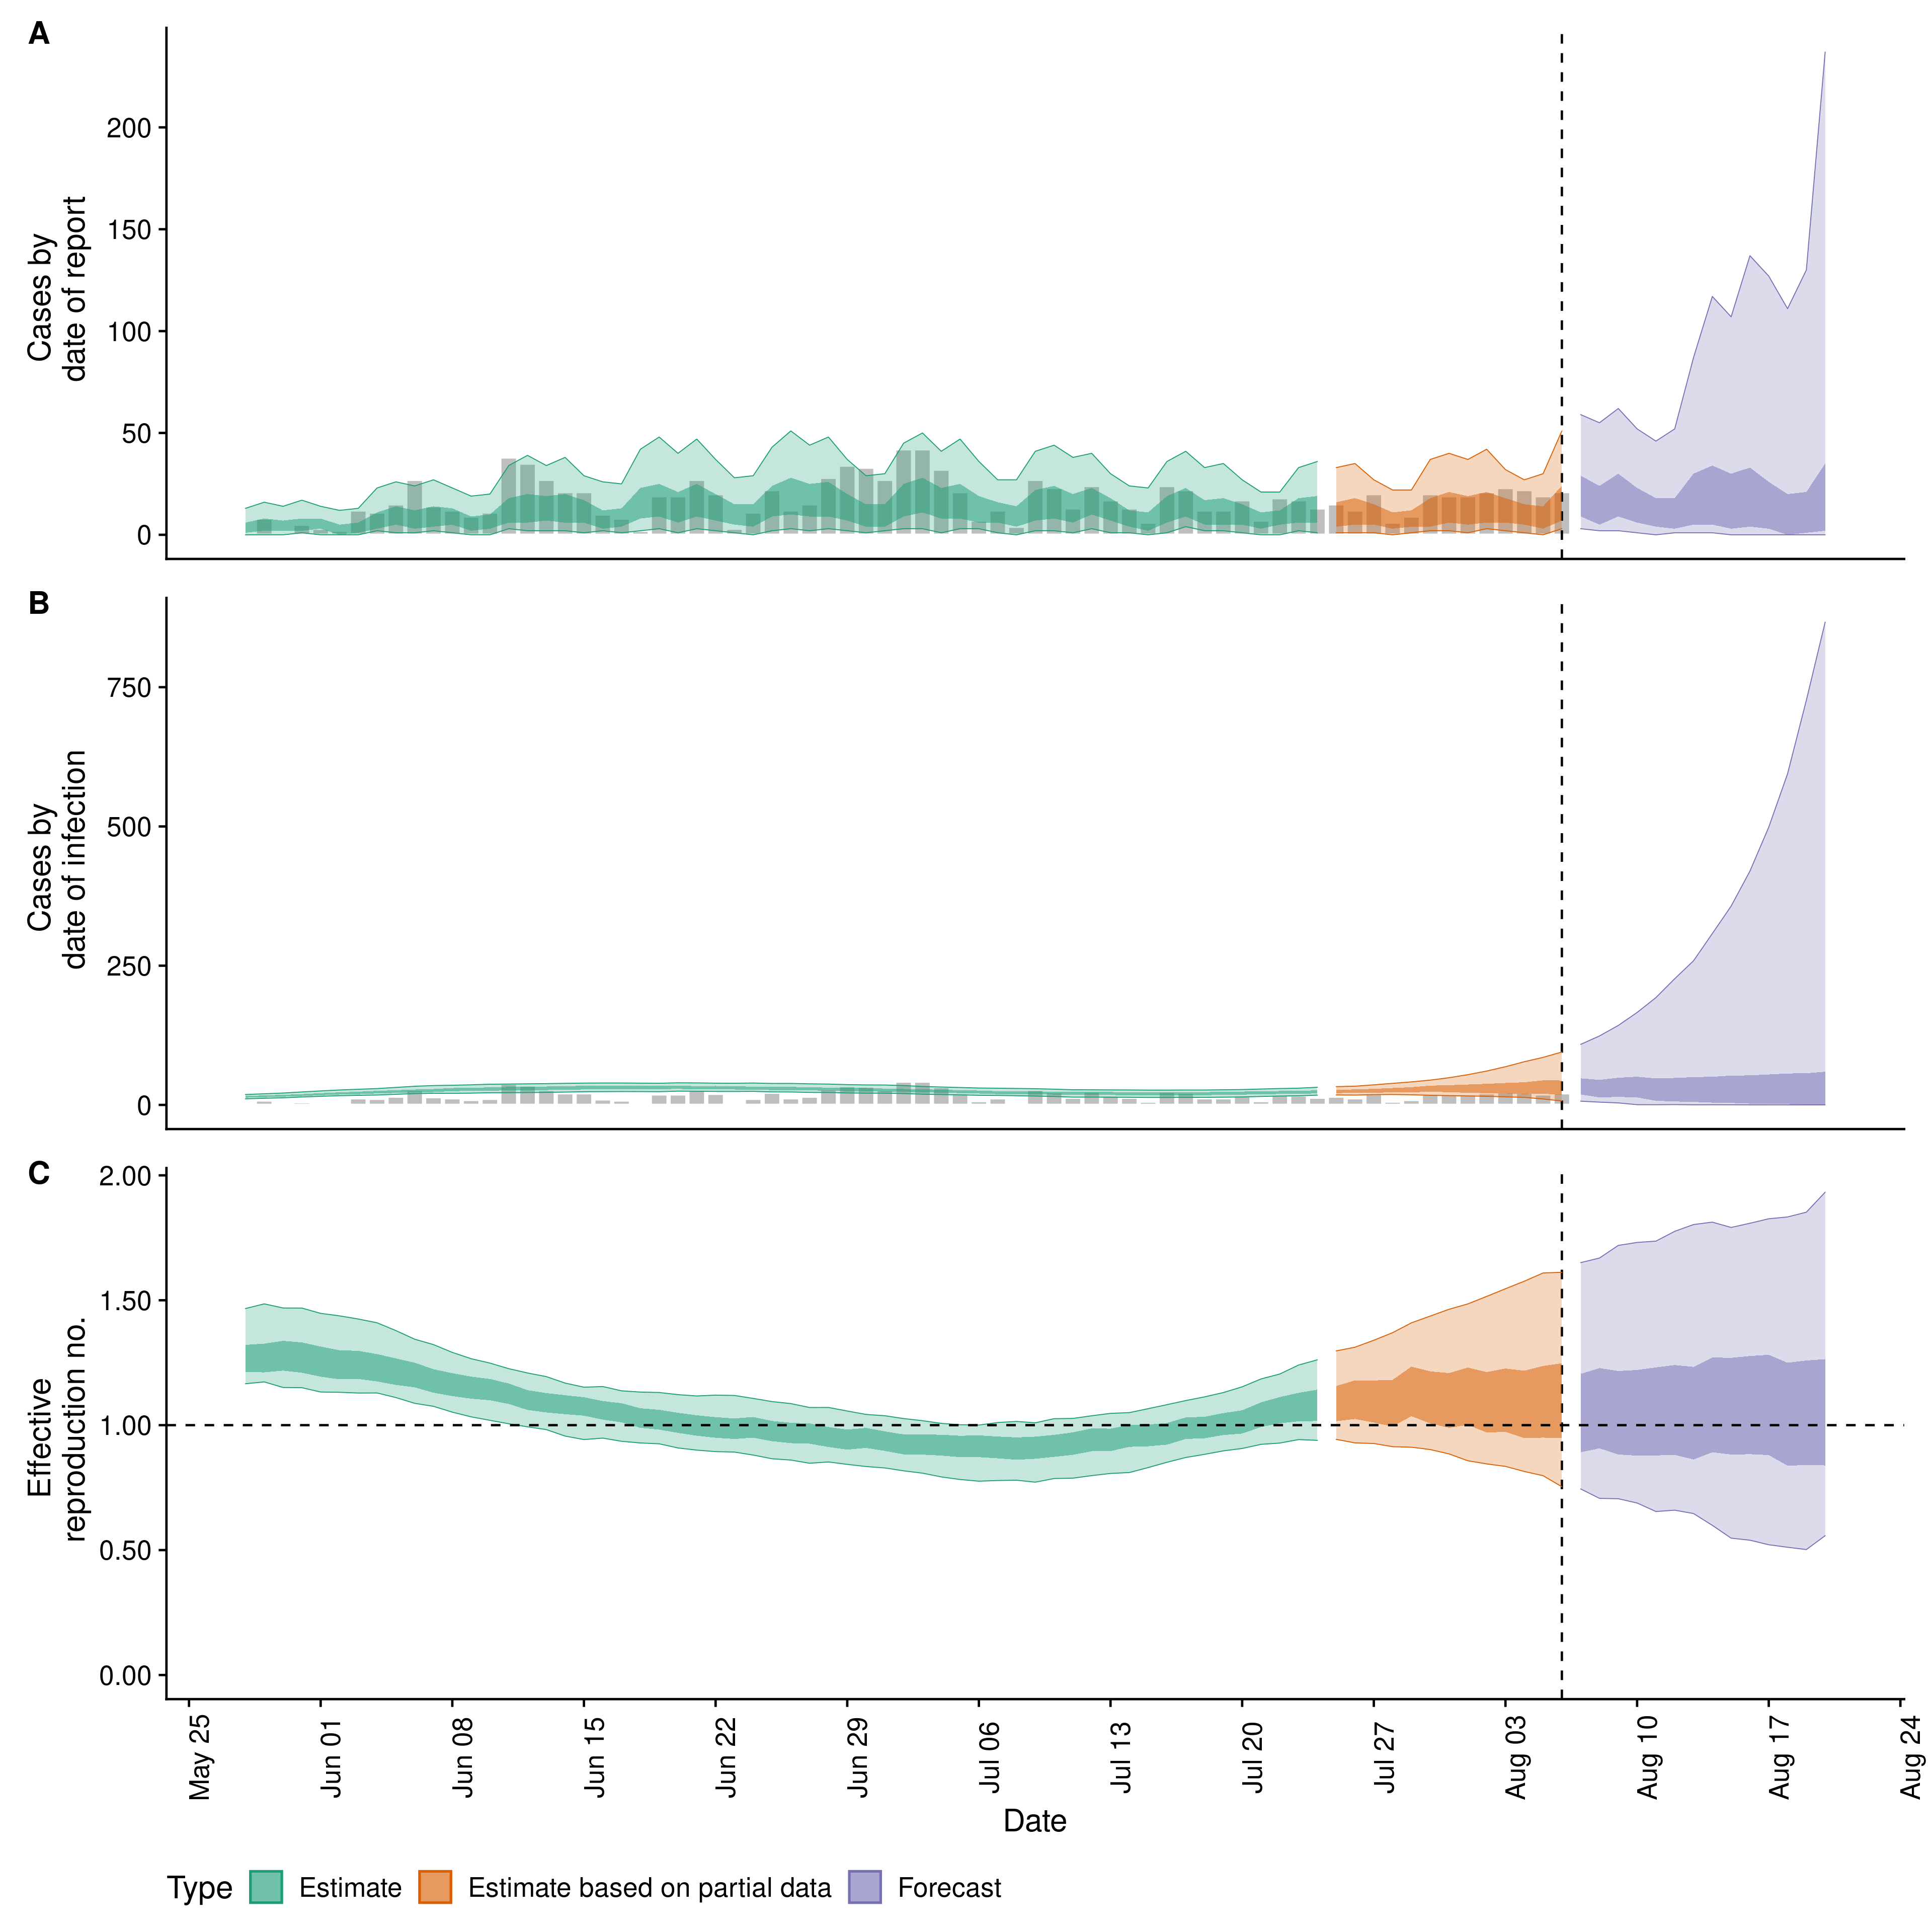 A
Cases by
date of report
200
150
100
50
0
B
Cases by
date of infection
750
500
250
0
C
Effective
reproduction no.
2.00
1.50
1.00
0.50
0.00
May 25
Jun 01
Jun 08
Jun 15
Jun 22
Jun 29
Jul 06
Jul 13
Jul 20
Jul 27
Aug 03
Aug 10
Aug 17
Aug 24
Date
Type
Estimate
Estimate based on partial data
Forecast